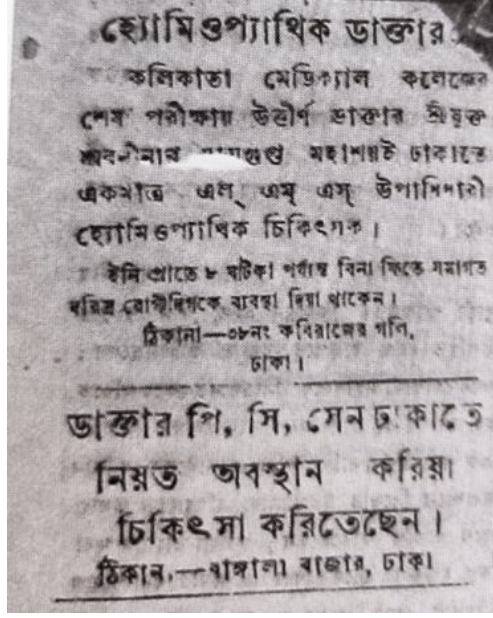 হোমিওপ্যাথিক ডাক্তার
কলিকাতা মেডিক্যাল কলেজের
শেষ পরীক্ষায় উত্তীর্ণ ডাক্তার শ্রীযুক্ত
মহাশয়ই ঢাকাতে
একমাত্র এল্ এম্ এস্ উপাধিধারী
হোমিওপ্যাথিক চিকিৎসক।
ইনি প্রাতে ৮ ঘটিকা পর্য্যন্ত বিনা ফিতে সমাগত
দরিদ্র রোগীদিগকে ব্যবস্থা দিয়া থাকেন।
ঠিকানা—৩৮নং কবিরাজের গলি,
ঢাকা।
ডাক্তার পি, সি, সেন ঢাকাতে
নিয়ত অবস্থান করিয়া
চিকিৎসা করিতেছেন।
ঠিকানা—বাঙ্গালা বাজার, ঢাকা